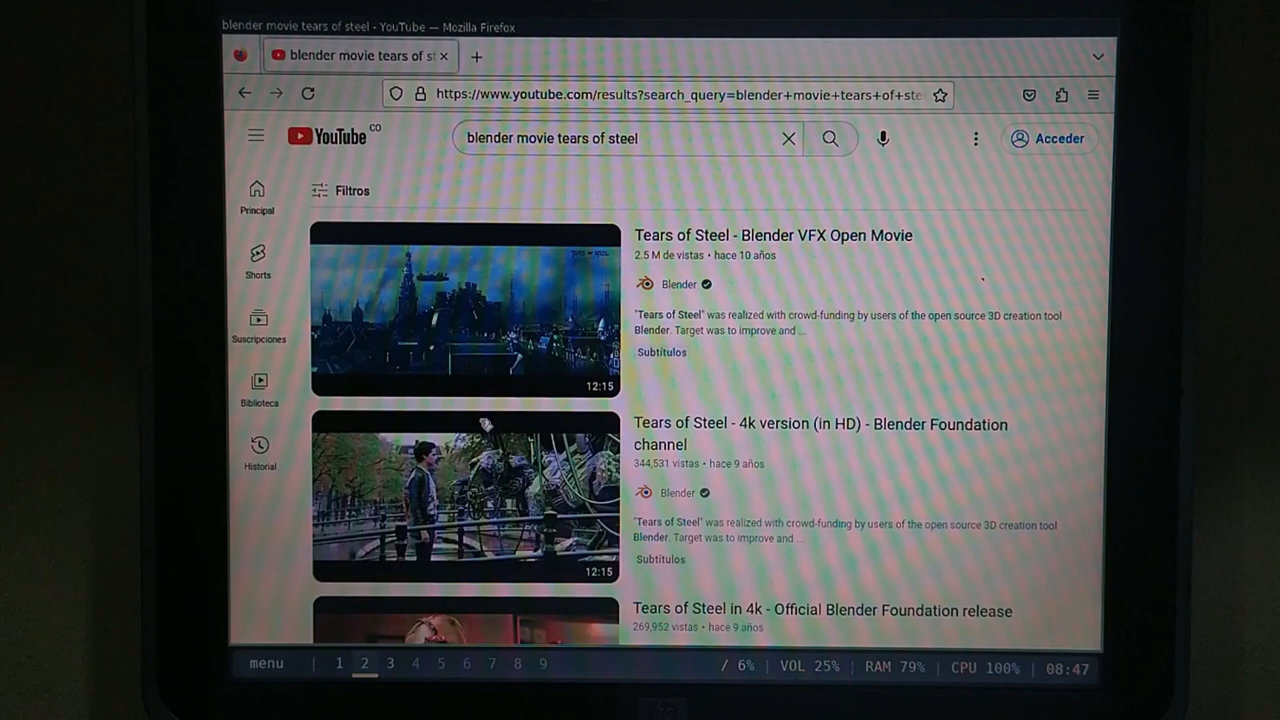 blender movie tears of steel - YouTube — Mozilla Firefox
blender movie tears of st
https://www.youtube.com/results?search_query=blender+movie+tears+of+ste
YouTube CO
blender movie tears of steel
Acceder
Filtros
Principal
Shorts
Suscripciones
Biblioteca
Historial
12:15
Tears of Steel - Blender VFX Open Movie
2.5 M de vistas • hace 10 años
Blender
"Tears of Steel" was realized with crowd-funding by users of the open source 3D creation tool
Blender. Target was to improve and ...
Subtítulos
12:15
Tears of Steel - 4k version (in HD) - Blender Foundation
channel
344,531 vistas • hace 9 años
Blender
"Tears of Steel" was realized with crowd-funding by users of the open source 3D creation tool
Blender. Target was to improve and ...
Subtítulos
Tears of Steel in 4k - Official Blender Foundation release
269,952 vistas • hace 9 años
menu | 1 2 3 4 5 6 7 8 9
/ 6% | VOL 25% | RAM 79% | CPU 100% | 08:47
hp